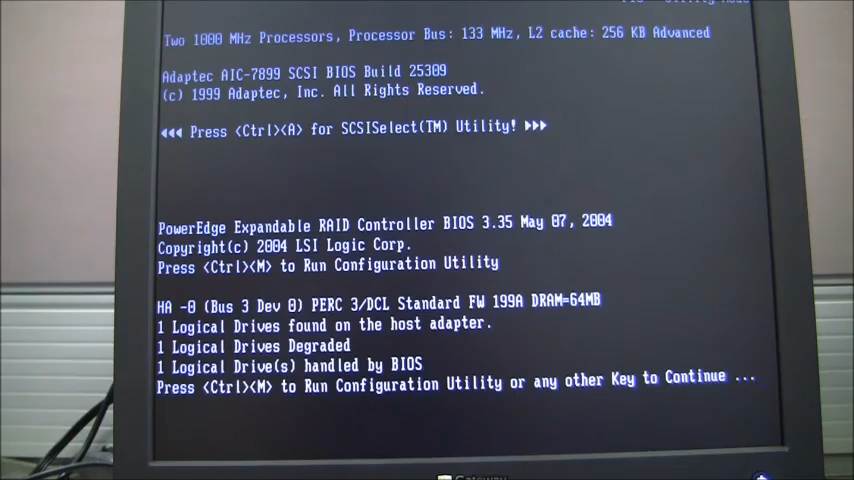 Two 1000 MHz Processors, Processor Bus: 133 MHz, L2 cache: 256 KB Advanced
Adaptec AIC-7899 SCSI BIOS Build 25309
(c) 1999 Adaptec, Inc. All Rights Reserved.
◄◄◄ Press <Ctrl><A> for SCSISelect(TM) Utility! ►►►
PowerEdge Expandable RAID Controller BIOS 3.35 May 07, 2004
Copyright(c) 2004 LSI Logic Corp.
Press <Ctrl><M> to Run Configuration Utility
HA -0 (Bus 3 Dev 0) PERC 3/DCL Standard FW 199A DRAM=64MB
1 Logical Drives found on the host adapter.
1 Logical Drives Degraded
1 Logical Drive(s) handled by BIOS
Press <Ctrl><M> to Run Configuration Utility or any other Key to Continue ...
Gateway